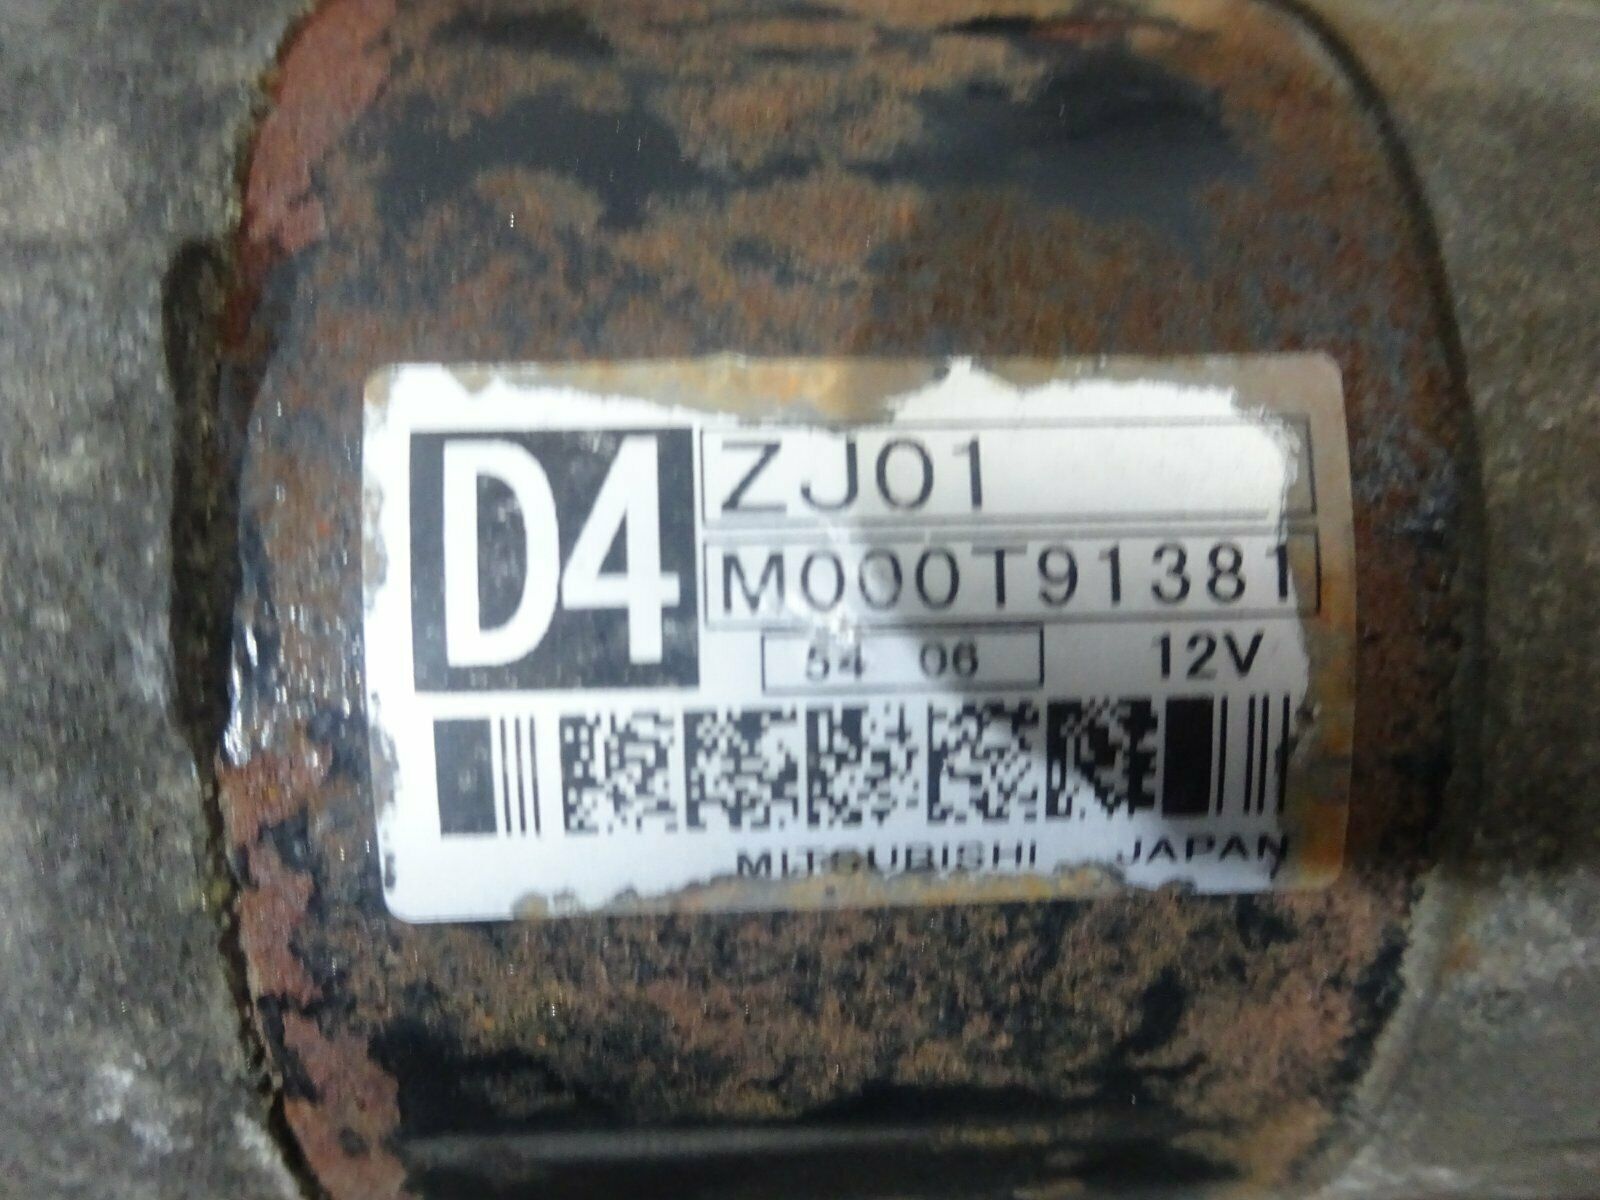 D4
ZJ01
M000T91381
54 06 12V
MITSUBISHI JAPAN